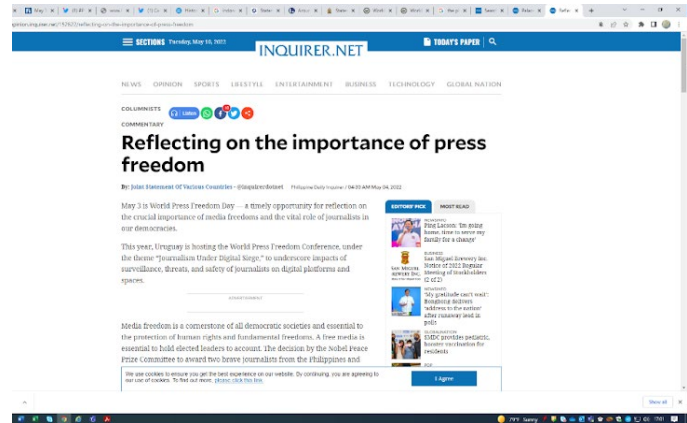 SECTIONS Tuesday, May 10, 2022
INQUIRER.NET
TODAY'S PAPER
NEWS OPINION SPORTS LIFESTYLE ENTERTAINMENT BUSINESS TECHNOLOGY GLOBAL NATION
COLUMNISTS
Listen
COMMENTARY
Reflecting on the importance of press
freedom
By: Joint Statement Of Various Countries - @inquirerdotnet Philippine Daily Inquirer / 04:05 AM May 04, 2022
May 3 is World Press Freedom Day — a timely opportunity for reflection on
the crucial importance of media freedoms and the vital role of journalists in
our democracies.
This year, Uruguay is hosting the World Press Freedom Conference, under
the theme "Journalism Under Digital Siege," to underscore impacts of
surveillance, threats, and safety of journalists on digital platforms and
spaces.
ADVERTISEMENT
Media freedom is a cornerstone of all democratic societies and essential to
the protection of human rights and fundamental freedoms. A free media is
essential to hold elected leaders to account. The decision by the Nobel Peace
Prize Committee to award two brave journalists from the Philippines and
EDITORS' PICK MOST READ
NEWSINFO
Ping Lacson: 'I'm going
home, time to serve my
family for a change'
BUSINESS
San Miguel Brewery Inc.
Notice of 2022 Regular
Meeting of Stockholders
(2 of 2)
NEWSINFO
'My gratitude can't wait':
Bongbong delivers
'address to the nation'
after runaway lead in
polls
GLOBALNATION
SMDC provides pediatric,
booster vaccination for
residents
POP
We use cookies to ensure you get the best experience on our website. By continuing, you are agreeing to
our use of cookies. To find out more, please click this link.
I Agree
Show all
Sunny